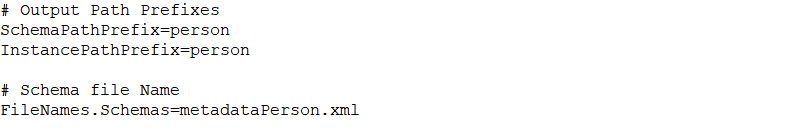 # Output Path Prefixes
SchemaPathPrefix=person
InstancePathPrefix=person
# Schema file Name
FileNames.Schemas=metadataPerson.xml